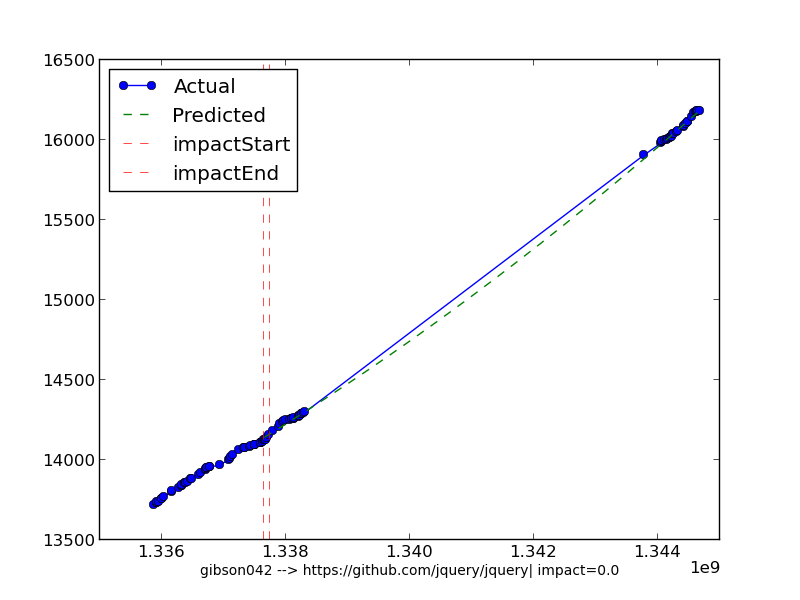 16500
16000
15500
15000
14500
14000
13500
Actual
Predicted
impactStart
impactEnd
1.336 1.338 1.340 1.342 1.344
1e9
gibson042 --> https://github.com/jquery/jquery| impact=0.0